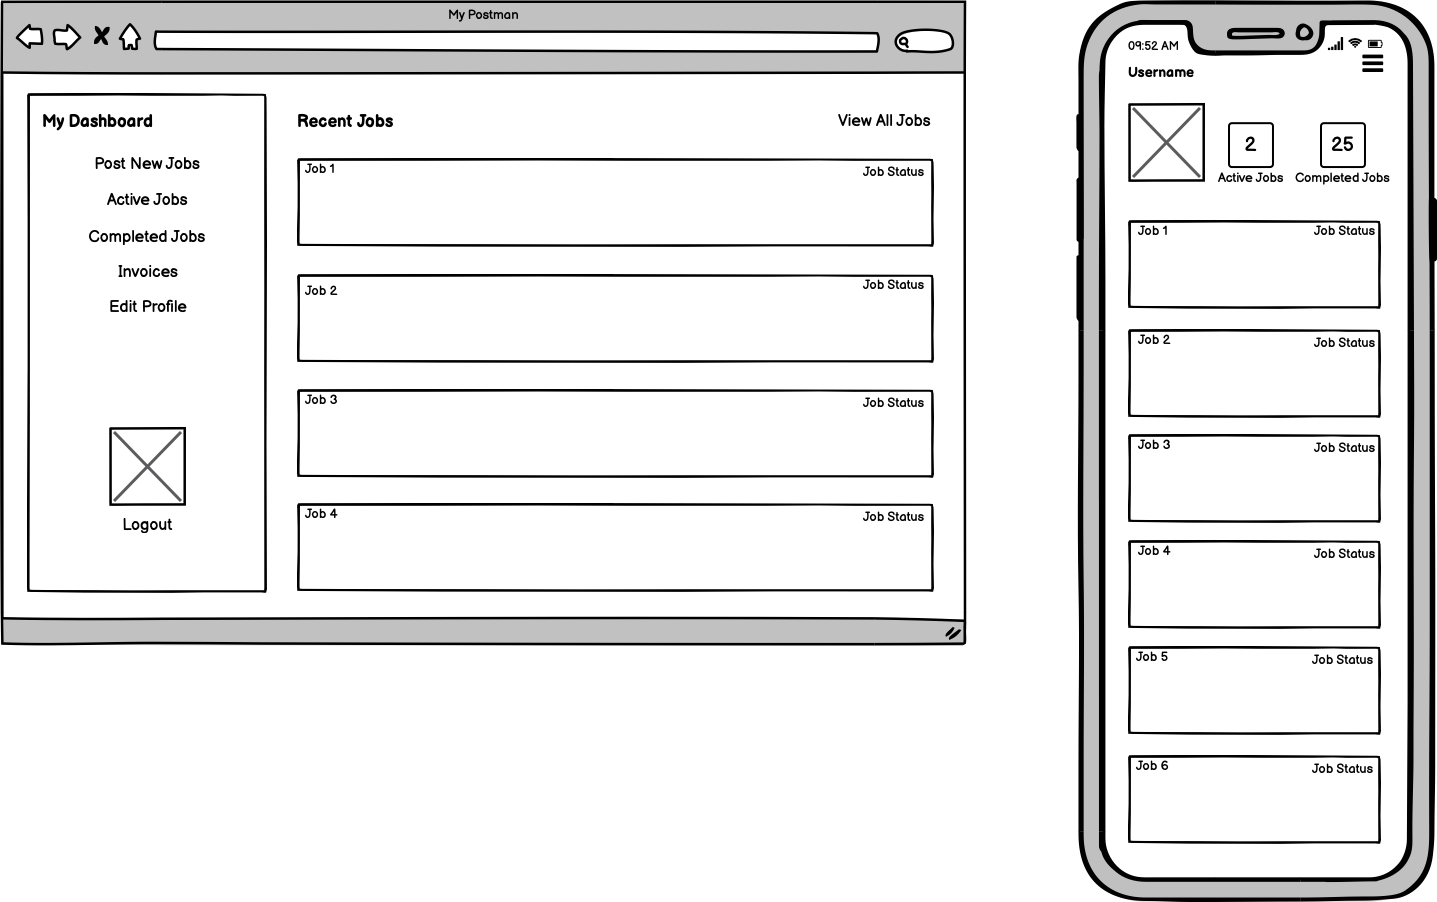 My Postman
My Dashboard
Post New Jobs
Active Jobs
Completed Jobs
Invoices
Edit Profile
Logout
Recent Jobs
View All Jobs
Job 1
Job Status
Job 2
Job Status
Job 3
Job Status
Job 4
Job Status
09:52 AM
Username
2
Active Jobs
25
Completed Jobs
Job 1
Job Status
Job 2
Job Status
Job 3
Job Status
Job 4
Job Status
Job 5
Job Status
Job 6
Job Status